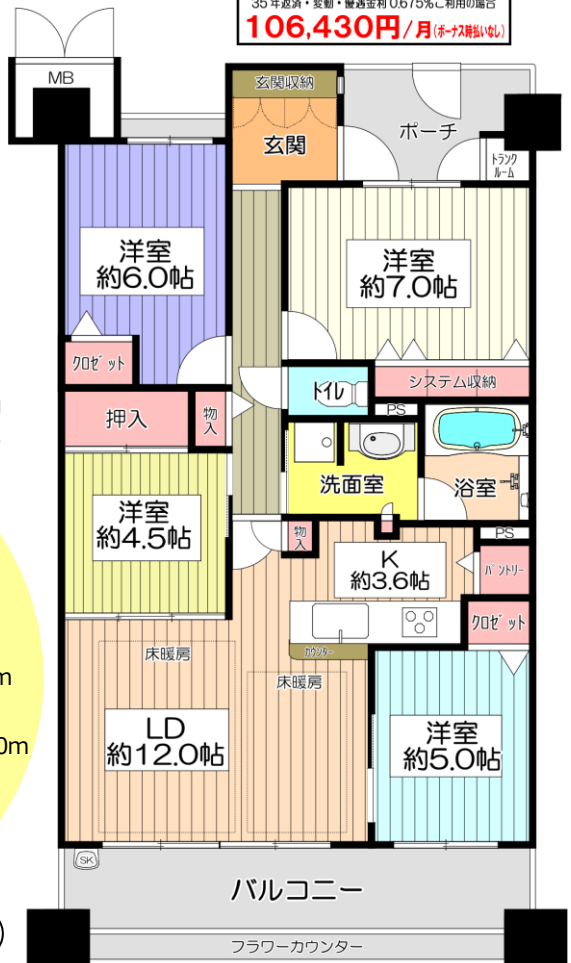 35年返済・変動・優遇金利0.675%ご利用の場合
106,430円/月(ボーナス時払いなし)
MB
玄関収納
玄関
ポーチ
トランク
ルーム
洋室
約6.0帖
洋室
約7.0帖
クロゼット
トイレ
システム収納
押入
物入
PS
洗面室
浴室
洋室
約4.5帖
物入
K
約3.6帖
PS
パントリー
クロゼット
カウンター
床暖房
床暖房
m
0m
LD
約12.0帖
洋室
約5.0帖
SK
バルコニー
)
フラワーカウンター